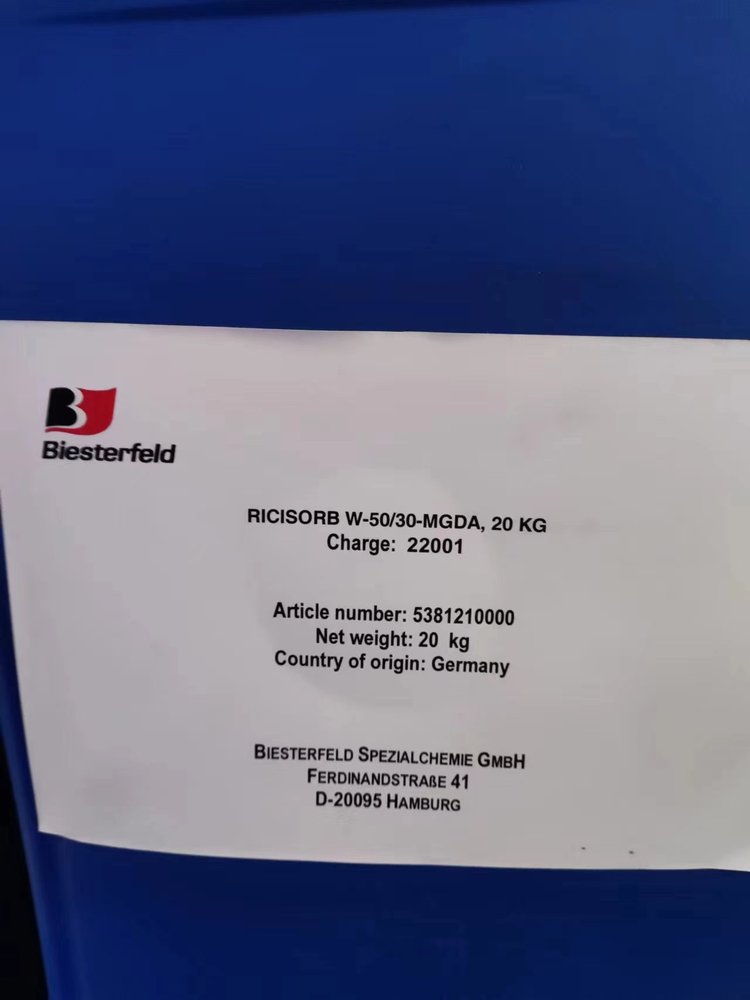 B
Biesterfeld
RICISORB W-50/30-MGDA, 20 KG
Charge: 22001
Article number: 5381210000
Net weight: 20 kg
Country of origin: Germany
BIESTERFELD SPEZIALCHEMIE GMBH
FERDINANDSTRAßE 41
D-20095 HAMBURG